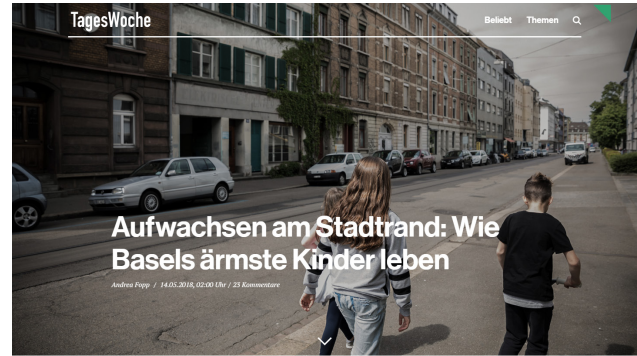 TagesWoche
Beliebt Themen
Aufwachsen am Stadtrand: Wie
Basels ärmste Kinder leben
Andrea Fopp / 14.05.2018, 02:00 Uhr / 25 Kommentare